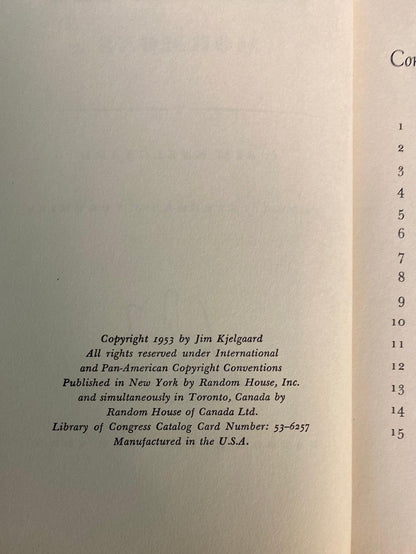 Copyright 1953 by Jim Kjelgaard
All rights reserved under International
and Pan-American Copyright Conventions
Published in New York by Random House, Inc.
and simultaneously in Toronto, Canada by
Random House of Canada Ltd.
Library of Congress Catalog Card Number: 53-6257
Manufactured in the U.S.A.
1
2
3
4
5
6
7
8
9
10
11
12
13
14
15